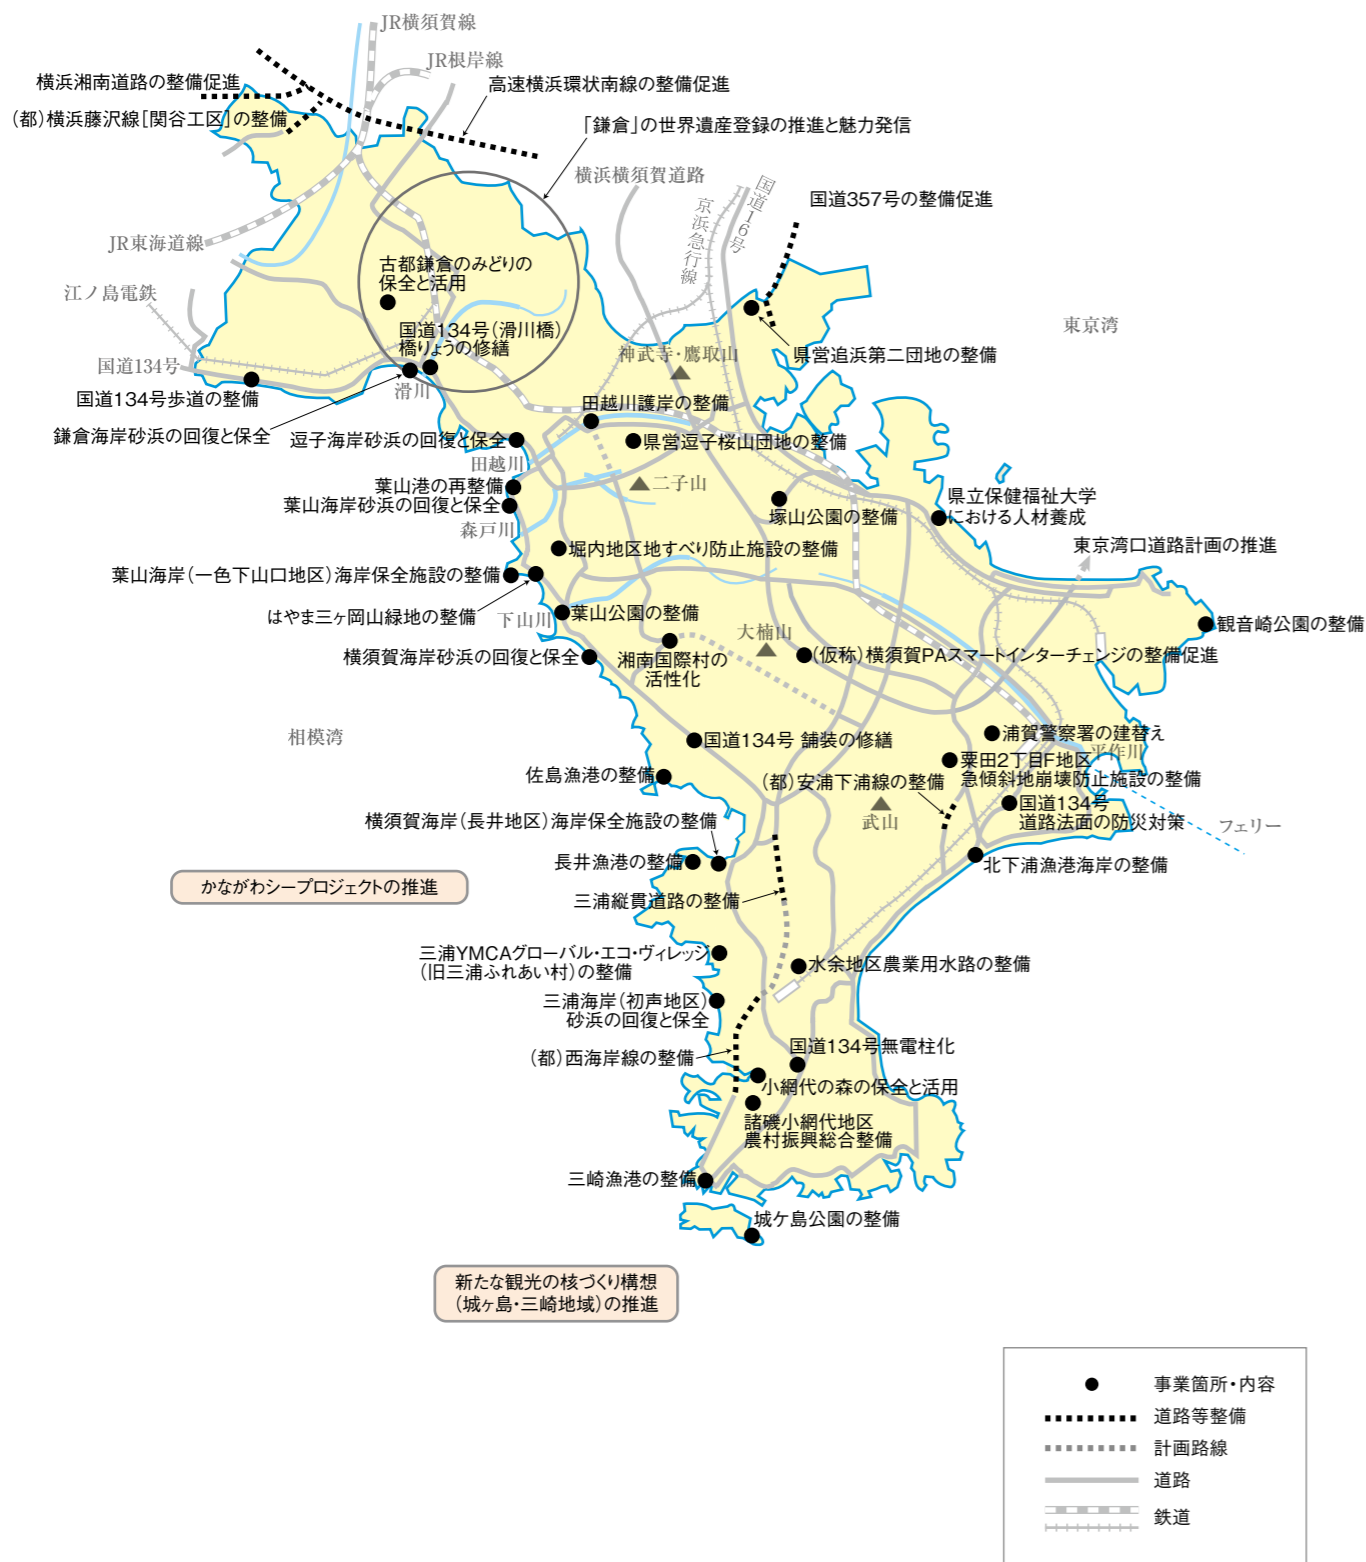 JR横須賀線
JR根岸線
横浜湘南道路の整備促進
高速横浜環状南線の整備促進
(都)横浜藤沢線[関谷工区]の整備
「鎌倉」の世界遺産登録の推進と魅力発信
横浜横須賀道路
国道16号
京浜急行線
国道357号の整備促進
JR東海道線
古都鎌倉のみどりの
保全と活用
江ノ島電鉄
東京湾
国道134号(滑川橋)
橋りょうの修繕
神武寺・鷹取山
県営追浜第二団地の整備
国道134号
滑川
国道134号歩道の整備
田越川護岸の整備
鎌倉海岸砂浜の回復と保全
逗子海岸砂浜の回復と保全
県営逗子桜山団地の整備
田越川
葉山港の再整備
二子山
葉山海岸砂浜の回復と保全
塚山公園の整備
県立保健福祉大学
における人材養成
森戸川
堀内地区地すべり防止施設の整備
東京湾口道路計画の推進
葉山海岸(一色下山口地区)海岸保全施設の整備
はやま三ヶ岡山緑地の整備
下山川
葉山公園の整備
観音崎公園の整備
大楠山
横須賀海岸砂浜の回復と保全
湘南国際村の
活性化
(仮称)横須賀PAスマートインターチェンジの整備促進
相模湾
国道134号 舗装の修繕
浦賀警察署の建替え
平作川
佐島漁港の整備
(都)安浦下浦線の整備
粟田2丁目F地区
急傾斜地崩壊防止施設の整備
武山
国道134号
道路法面の防災対策
フェリー
横須賀海岸(長井地区)海岸保全施設の整備
長井漁港の整備
北下浦漁港海岸の整備
かながわシープロジェクトの推進
三浦縦貫道路の整備
三浦YMCAグローバル・エコ・ヴィレッジ
(旧三浦ふれあい村)の整備
水余地区農業用水路の整備
三浦海岸(初声地区)
砂浜の回復と保全
(都)西海岸線の整備
国道134号無電柱化
小網代の森の保全と活用
諸磯小網代地区
農村振興総合整備
三崎漁港の整備
城ケ島公園の整備
新たな観光の核づくり構想
(城ヶ島・三崎地域)の推進
事業箇所・内容
道路等整備
計画路線
道路
鉄道